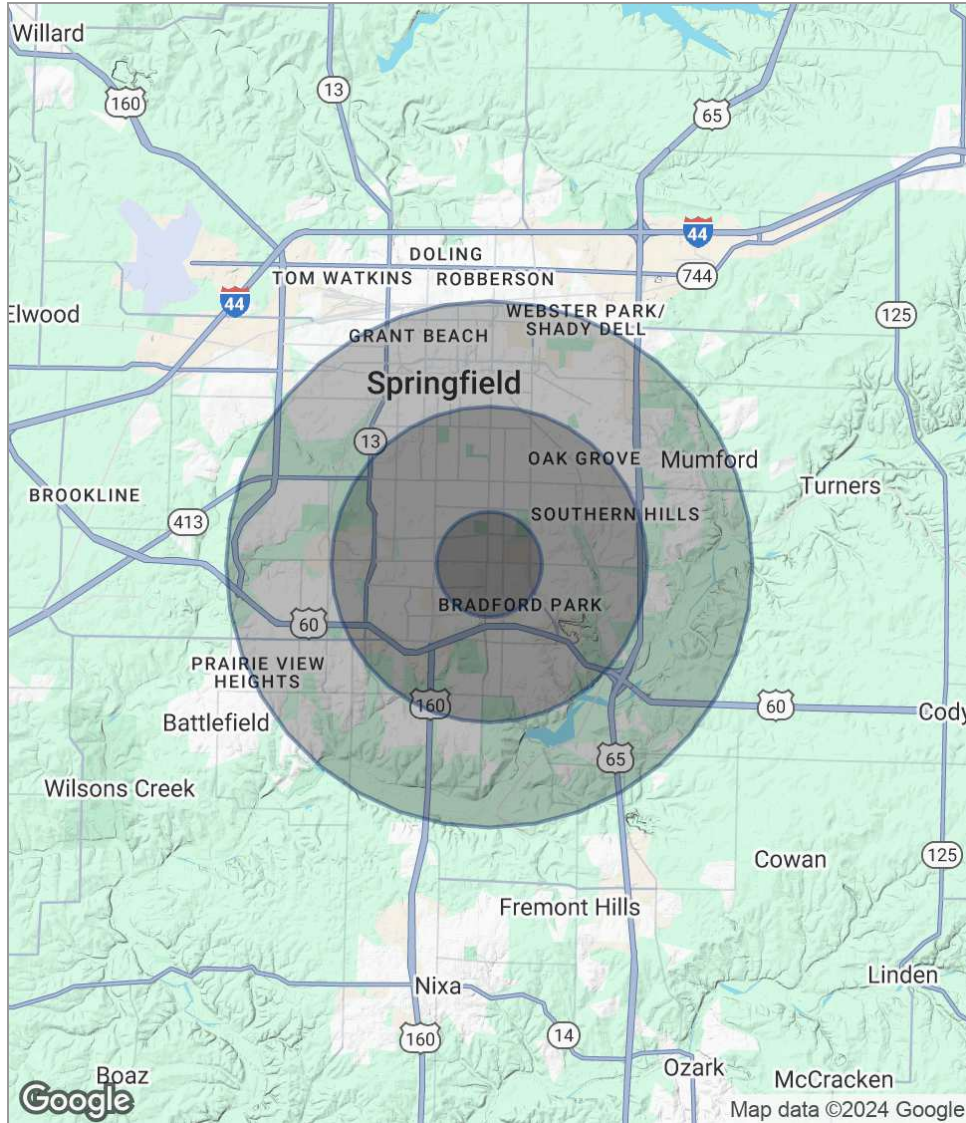 Willard
160
13
65
44
DOLING
744
TOM WATKINS
ROBBERSON
44
Elwood
WEBSTER PARK/
SHADY DELL
125
GRANT BEACH
Springfield
13
OAK GROVE
Mumford
Turners
BROOKLINE
413
SOUTHERN HILLS
BRADFORD PARK
60
PRAIRIE VIEW
HEIGHTS
160
60
Cody
Battlefield
65
Wilsons Creek
Cowan
125
Fremont Hills
Linden
Nixa
160
14
Ozark
Boaz
McCracken
Google
Map data ©2024 Google